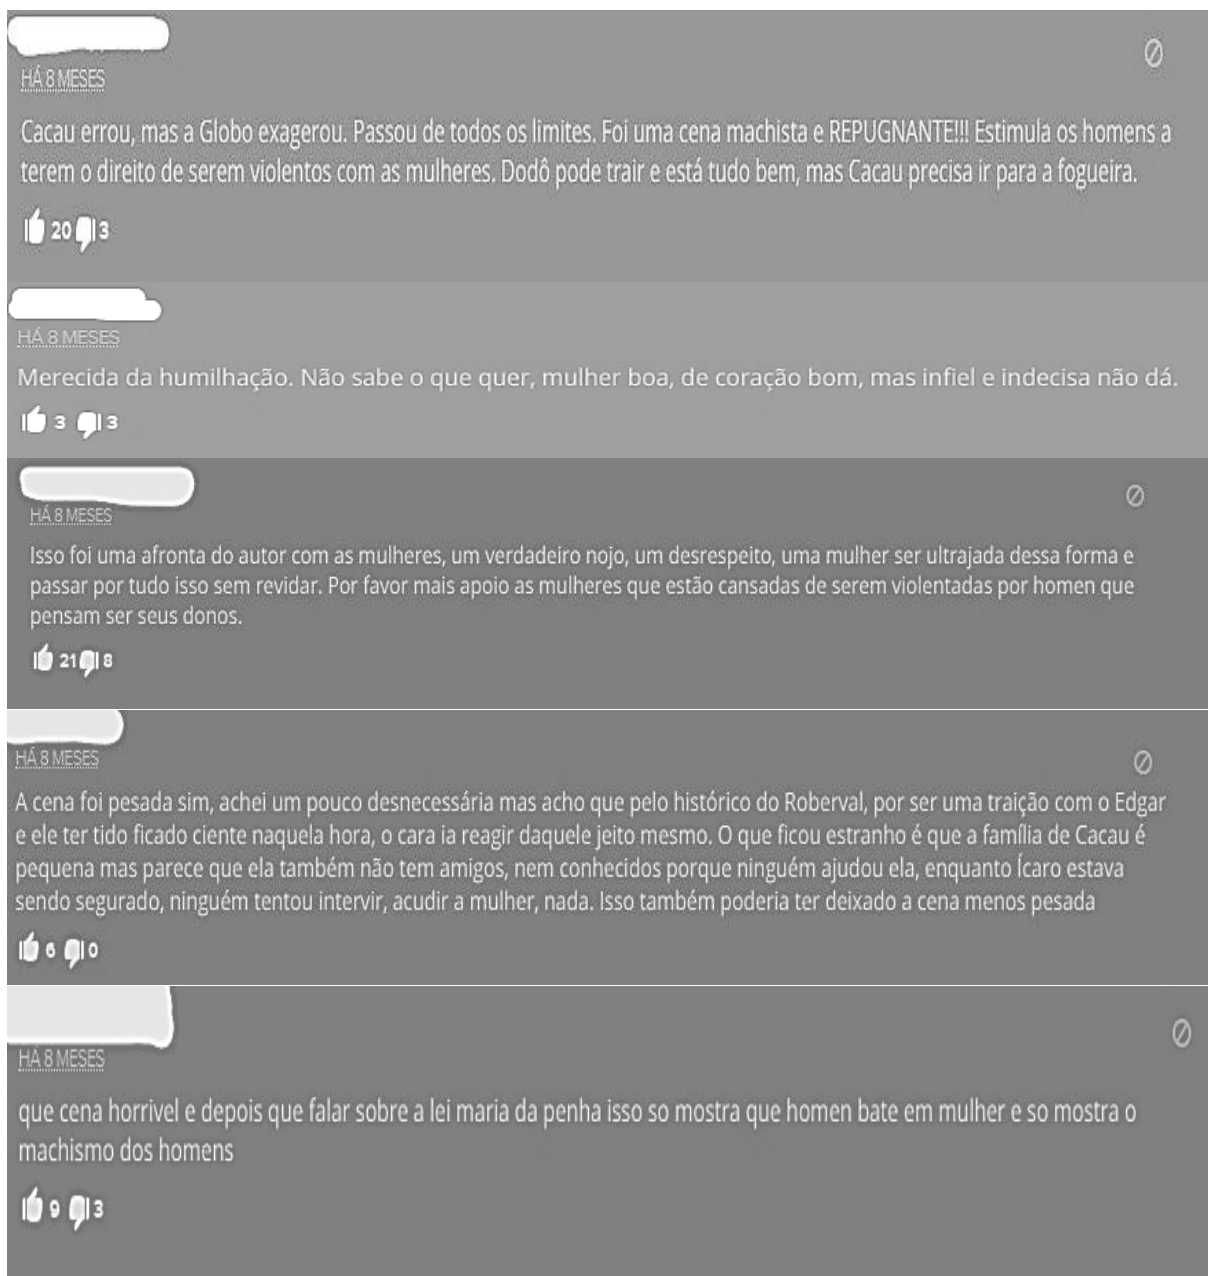 HÁ 8 MESES
Cacau errou, mas a Globo exagerou. Passou de todos os limites. Foi uma cena machista e REPUGNANTE!!! Estimula os homens a
terem o direito de serem violentos com as mulheres. Dodô pode trair e está tudo bem, mas Cacau precisa ir para a fogueira.
20 3
HÁ 8 MESES
Merecida da humilhação. Não sabe o que quer, mulher boa, de coração bom, mas infiel e indecisa não dá.
3 3
HÁ 8 MESES
Isso foi uma afronta do autor com as mulheres, um verdadeiro nojo, um desrespeito, uma mulher ser ultrajada dessa forma e
passar por tudo isso sem revidar. Por favor mais apoio as mulheres que estão cansadas de serem violentadas por homen que
pensam ser seus donos.
21 8
HÁ 8 MESES
A cena foi pesada sim, achei um pouco desnecessária mas acho que pelo histórico do Roberval, por ser uma traição com o Edgar
e ele ter tido ficado ciente naquela hora, o cara ia reagir daquele jeito mesmo. O que ficou estranho é que a família de Cacau é
pequena mas parece que ela também não tem amigos, nem conhecidos porque ninguém ajudou ela, enquanto Ícaro estava
sendo segurado, ninguém tentou intervir, acudir a mulher, nada. Isso também poderia ter deixado a cena menos pesada
6 0
HÁ 8 MESES
que cena horrivel e depois que falar sobre a lei maria da penha isso so mostra que homen bate em mulher e so mostra o
machismo dos homens
9 3